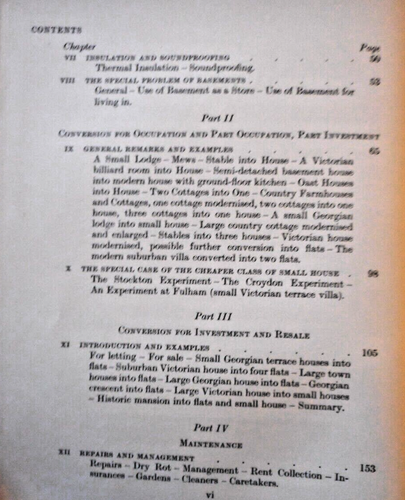 CONTENTS
Chapter Page
VII INSULATION AND SOUNDPROOFING . . . . . 50
Thermal Insulation – Soundproofing.
VIII THE SPECIAL PROBLEM OF BASEMENTS . . . . . 53
General – Use of Basement as a Store – Use of Basement for
living in.
Part II
CONVERSION FOR OCCUPATION AND PART OCCUPATION, PART INVESTMENT
IX GENERAL REMARKS AND EXAMPLES . . . . . 65
A Small Lodge – Mews – Stable into House – A Victorian
billiard room into House – Semi-detached basement house
into modern house with ground-floor kitchen – Oast Houses
into House – Two Cottages into One – Country Farmhouses
and Cottages, one cottage modernised, two cottages into one
house, three cottages into one house – A small Georgian
lodge into small house – Large country cottage modernised
and enlarged – Stables into three houses – Victorian house
modernised, possible further conversion into flats – The
modern suburban villa converted into two flats.
X THE SPECIAL CASE OF THE CHEAPER CLASS OF SMALL HOUSE . 98
The Stockton Experiment – The Croydon Experiment –
An Experiment at Fulham (small Victorian terrace villa).
Part III
CONVERSION FOR INVESTMENT AND RESALE
XI INTRODUCTION AND EXAMPLES . . . . . 105
For letting – For sale – Small Georgian terrace houses into
flats – Suburban Victorian house into four flats – Large town
houses into flats – Large Georgian house into flats – Georgian
crescent into flats – Large Victorian house into small houses
– Historic mansion into flats and small house – Summary.
Part IV
MAINTENANCE
XII REPAIRS AND MANAGEMENT . . . . . 153
Repairs – Dry Rot – Management – Rent Collection – In-
surances – Gardens – Cleaners – Caretakers.
vi